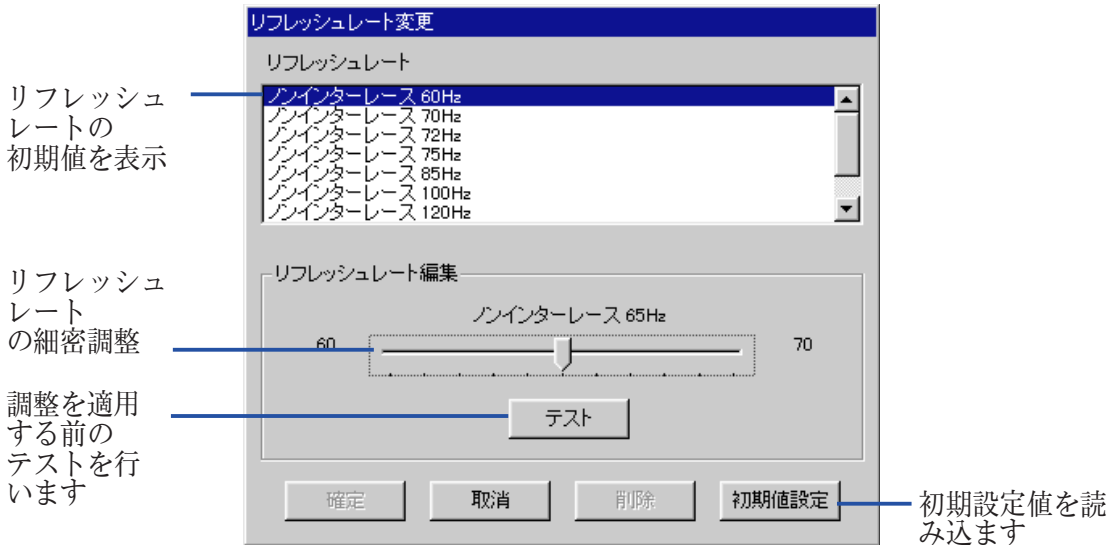 リフレッシュレート変更
リフレッシュレート
リフレッシュ
レートの
初期値を表示
ノンインターレース 60Hz
ノンインターレース 70Hz
ノンインターレース 72Hz
ノンインターレース 75Hz
ノンインターレース 85Hz
ノンインターレース 100Hz
ノンインターレース 120Hz
リフレッシュレート編集
リフレッシュ
レート
の細密調整
ノンインターレース 65Hz
60
70
調整を適用
する前の
テストを行
います
テスト
確定
取消
削除
初期値設定
初期設定値を読
み込ます